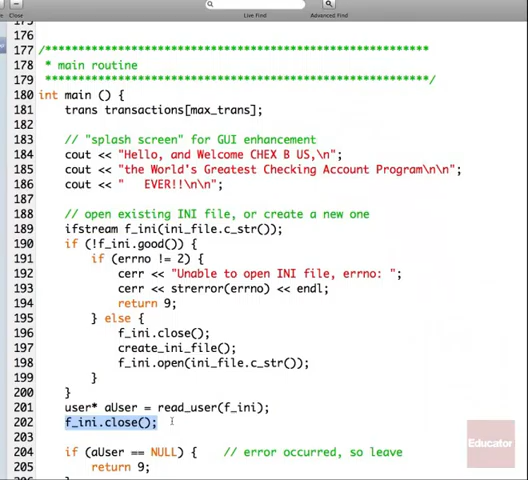 Close
Live Find
Advanced Find
175
176
177 /*********************************************************
178  * main routine
179  *********************************************************/
180 int main () {
181     trans transactions[max_trans];
182
183     // "splash screen" for GUI enhancement
184     cout << "Hello, and Welcome CHEX B US,\n";
185     cout << "the World's Greatest Checking Account Program\n\n";
186     cout << "   EVER!!\n\n";
187
188     // open existing INI file, or create a new one
189     ifstream f_ini(ini_file.c_str());
190     if (!f_ini.good()) {
191         if (errno != 2) {
192             cerr << "Unable to open INI file, errno: ";
193             cerr << strerror(errno) << endl;
194             return 9;
195         } else {
196             f_ini.close();
197             create_ini_file();
198             f_ini.open(ini_file.c_str());
199         }
200     }
201     user* aUser = read_user(f_ini);
202     f_ini.close();
203
204     if (aUser == NULL) {   // error occurred, so leave
205         return 9;
Educator